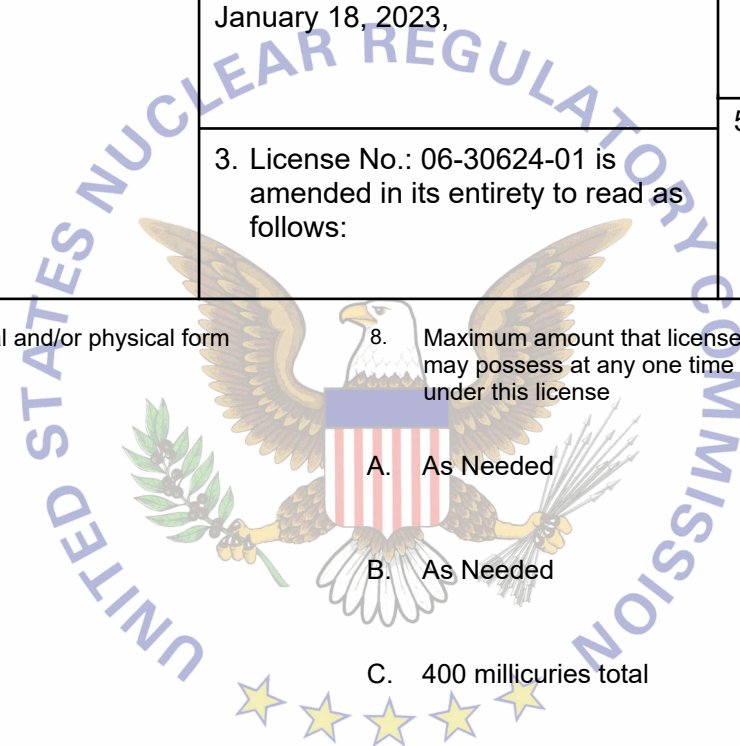 January 18, 2023,
3. License No.: 06-30624-01 is
amended in its entirety to read as
follows:
5
l and/or physical form
8. Maximum amount that license
may possess at any one time
under this license
A. As Needed
B. As Needed
C. 400 millicuries total
UNITED STATES NUCLEAR REGULATORY COMMISSION